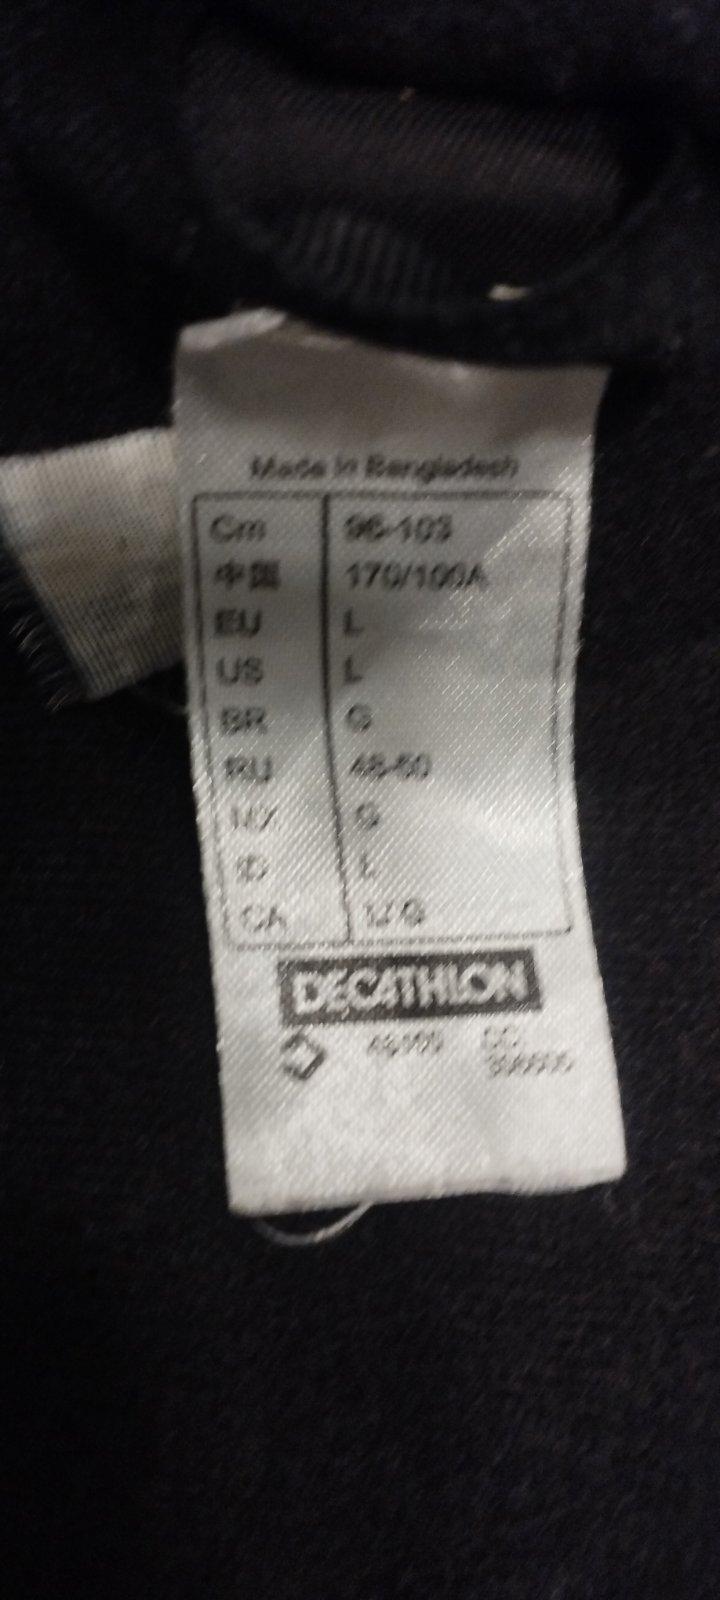 Made in Bangladesh
Cm 96-103
中国 170/100A
EU L
US L
BR G
RU 48-50
MX G
ID L
CA L/G
DECATHLON